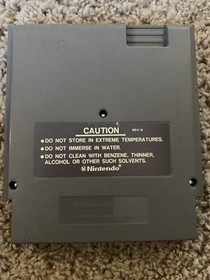 CAUTION REV-A
● DO NOT STORE IN EXTREME TEMPERATURES.
● DO NOT IMMERSE IN WATER.
● DO NOT CLEAN WITH BENZENE, THINNER,
ALCOHOL OR OTHER SUCH SOLVENTS.
Nintendo